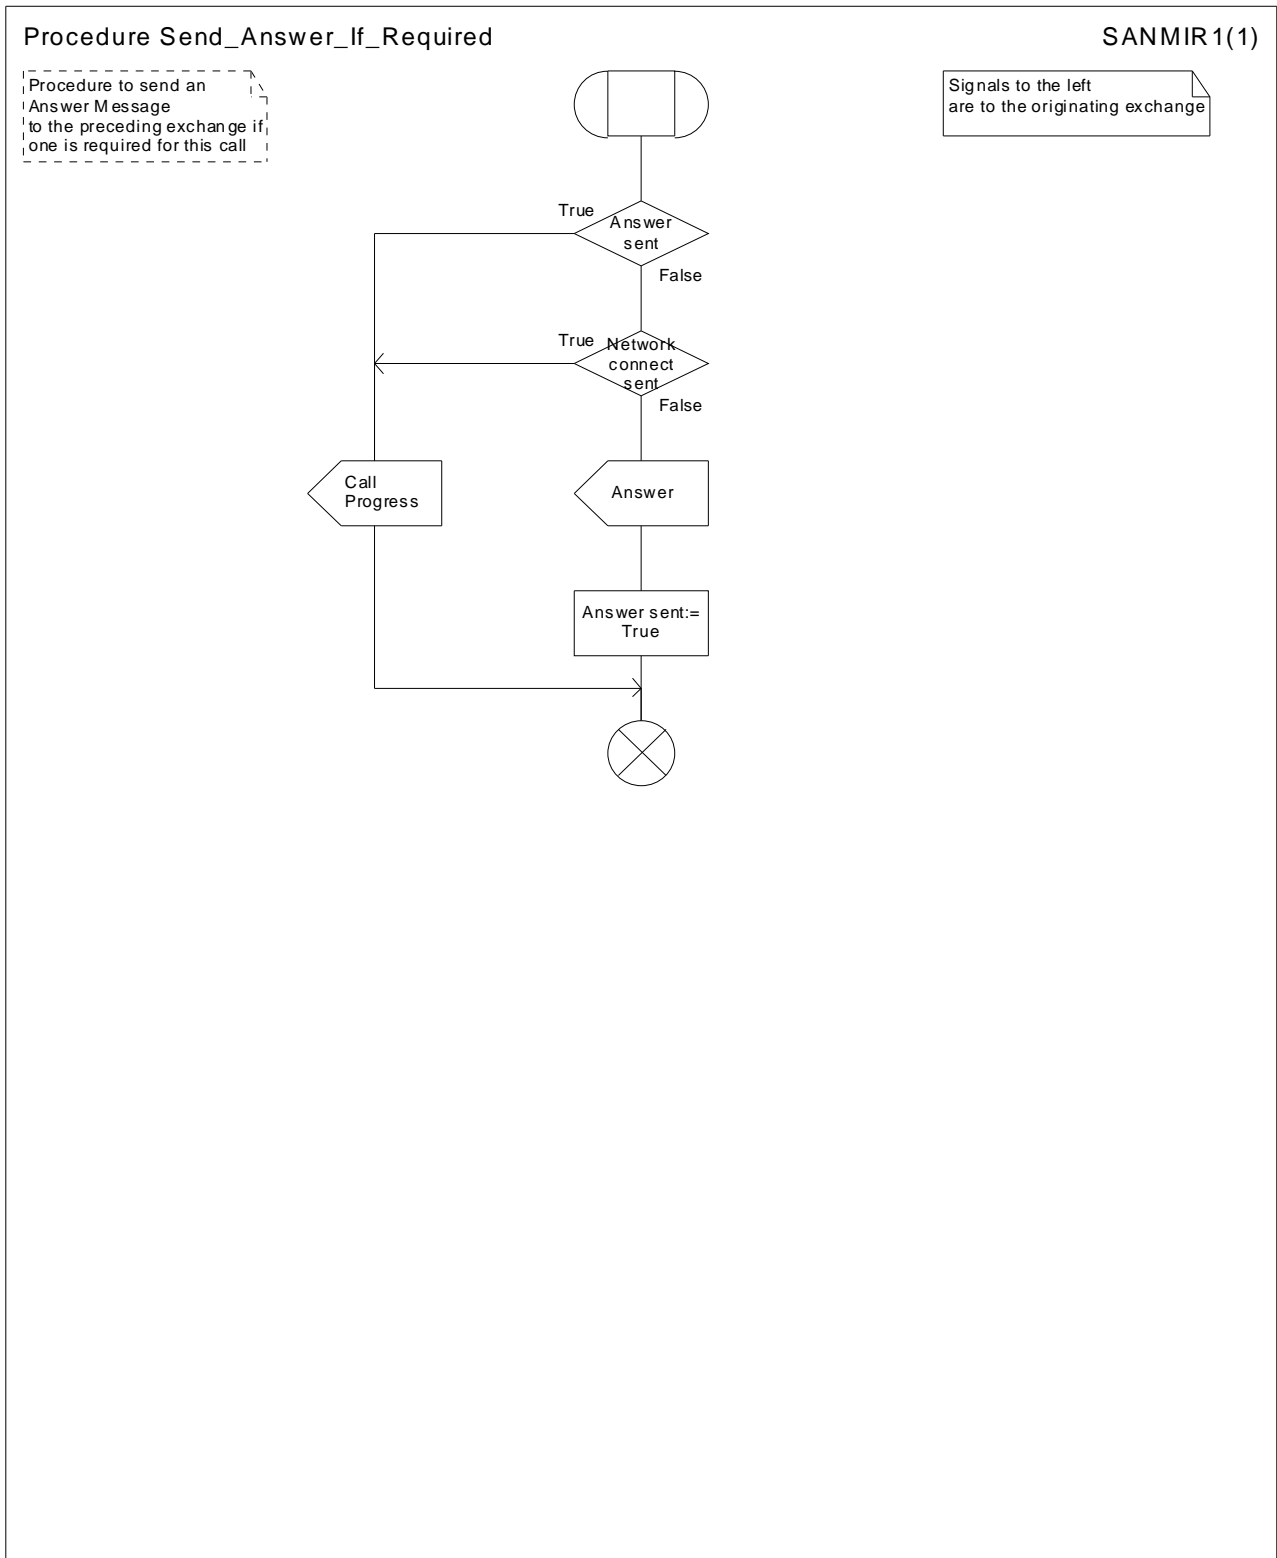 Procedure Send_Answer_If_Required
SANMIR1(1)
Procedure to send an
Answer Message
to the preceding exchange if
one is required for this call
Signals to the left
are to the originating exchange
True
Answer
sent
False
True
Network
connect
sent
False
Call
Progress
Answer
Answer sent:=
True